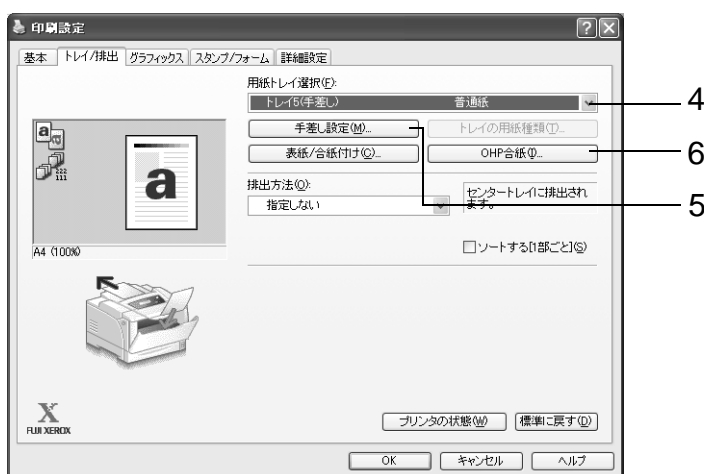 印刷設定
基本 トレイ/排出 グラフィックス スタンプ/フォーム 詳細設定
用紙トレイ選択(F):
トレイ5(手差し) 普通紙
4
手差し設定(M)... トレイの用紙種類(T)...
表紙/合紙付け(C)... OHP合紙(I)...
6
5
排出方法(O):
指定しない
センタートレイに排出されます。
ソートする[1部ごと](S)
A4 (100%)
FUJI XEROX
プリンタの状態(W) 標準に戻す(D)
OK キャンセル ヘルプ